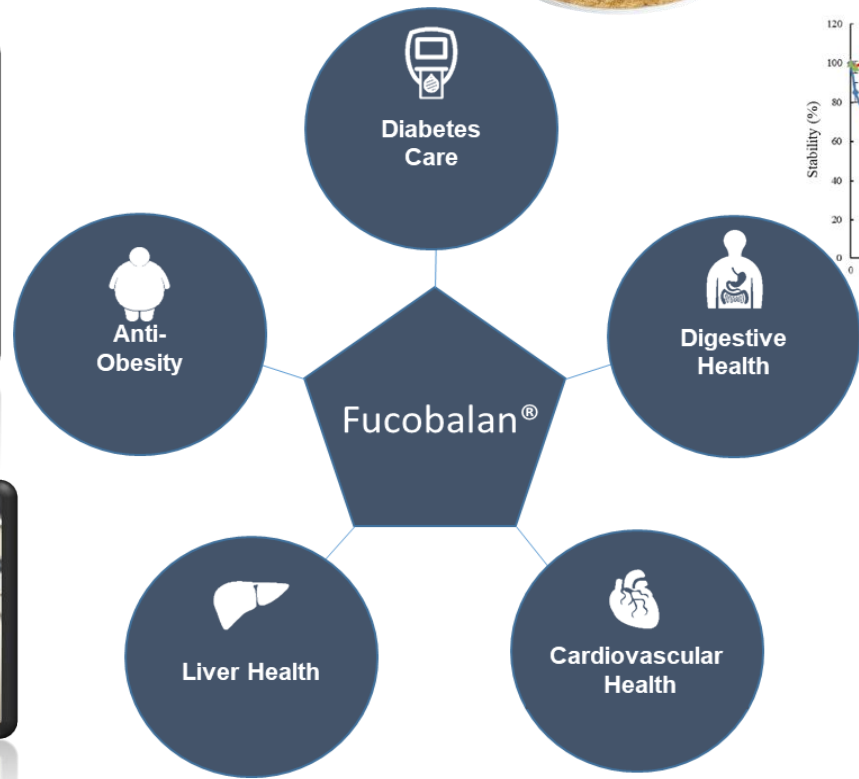 Diabetes
Care
120
100
80
60
40
20
0
0
Stability (%)
Anti-
Obesity
Digestive
Health
Fucobalan®
Liver Health
Cardiovascular
Health